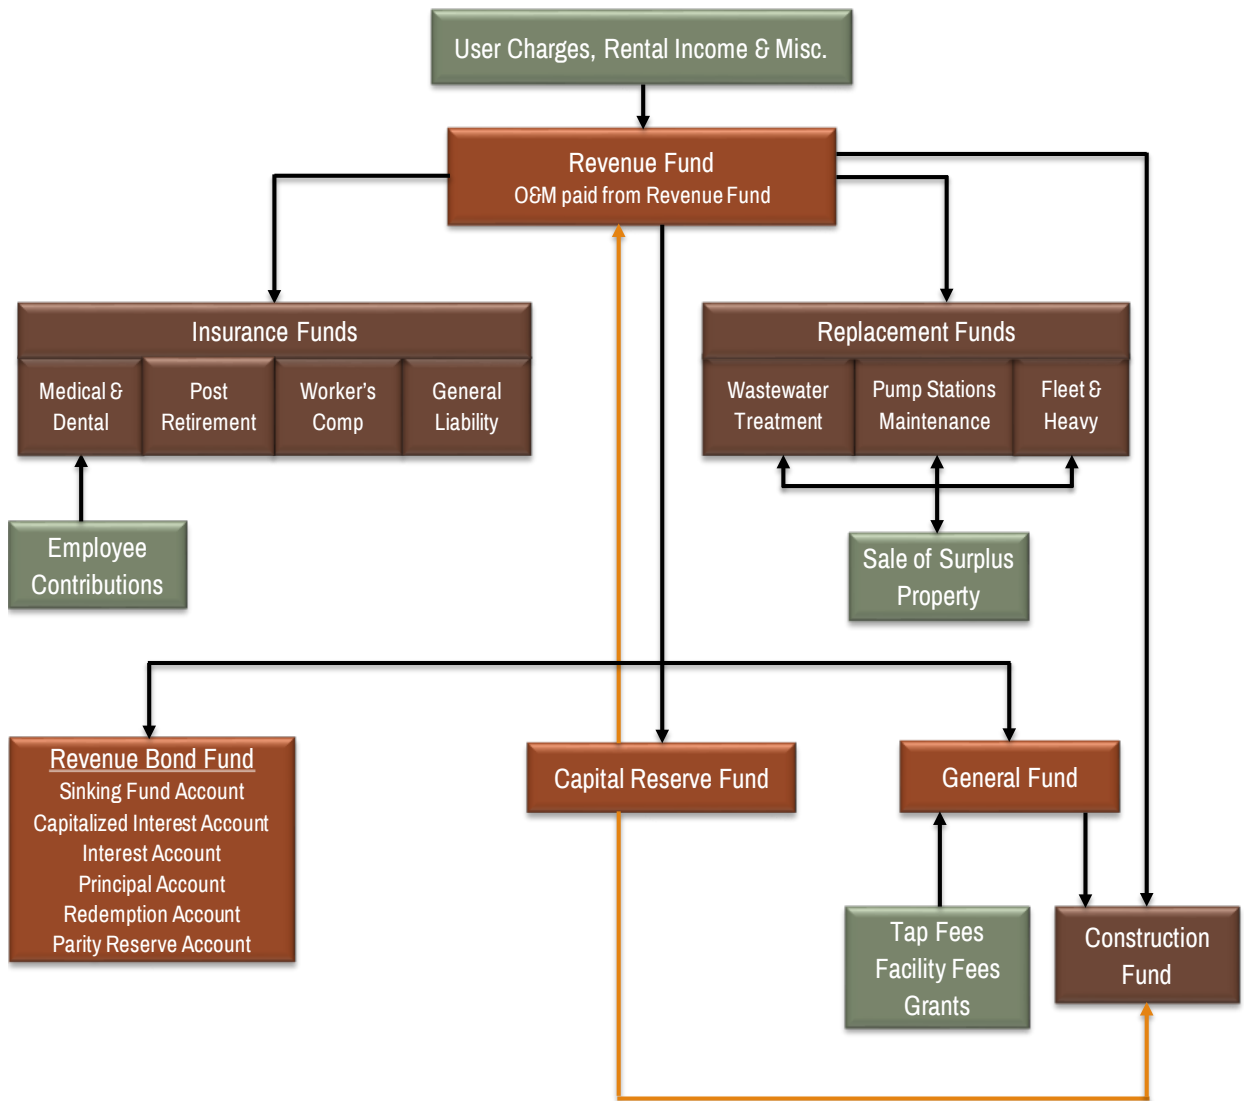 User Charges, Rental Income & Misc.
Revenue Fund
O&M paid from Revenue Fund
Insurance Funds
Medical &
Dental
Post
Retirement
Worker's
Comp
General
Liability
Replacement Funds
Wastewater
Treatment
Pump Stations
Maintenance
Fleet &
Heavy
Employee
Contributions
Sale of Surplus
Property
Revenue Bond Fund
Sinking Fund Account
Capitalized Interest Account
Interest Account
Principal Account
Redemption Account
Parity Reserve Account
Capital Reserve Fund
General Fund
Tap Fees
Facility Fees
Grants
Construction
Fund